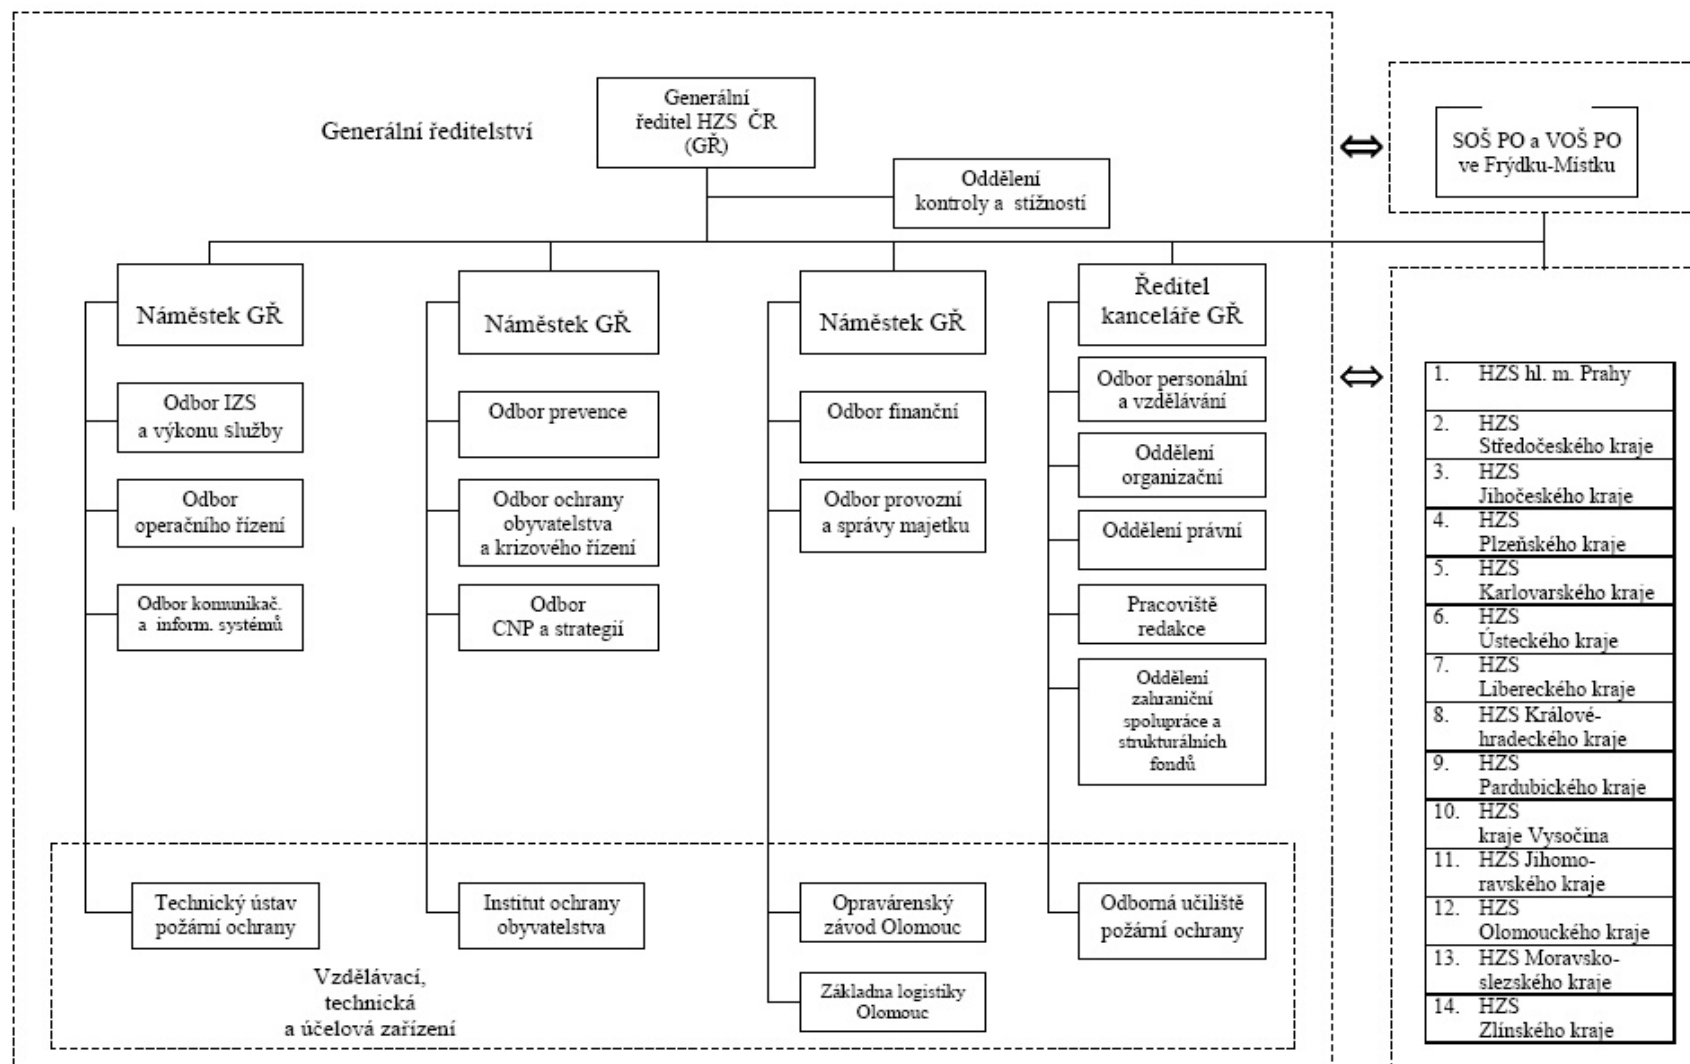 Generální ředitelství
Generální
ředitel HZS ČR
(GŘ)
Oddělení
kontroly a stížností
SOŠ PO a VOŠ PO
ve Frýdku-Místku
Náměstek GŘ
Odbor IZS
a výkonu služby
Odbor
operačního řízení
Odbor komunikač.
a inform. systémů
Technický ústav
požární ochrany
Náměstek GŘ
Odbor prevence
Odbor ochrany
obyvatelstva
a krizového řízení
Odbor
CNP a strategií
Institut ochrany
obyvatelstva
Náměstek GŘ
Odbor finanční
Odbor provozní
a správy majetku
Opravárenský
závod Olomouc
Základna logistiky
Olomouc
Ředitel
kanceláře GŘ
Odbor personální
a vzdělávání
Oddělení
organizační
Oddělení právní
Pracoviště
redakce
Oddělení
zahraniční
spolupráce a
strukturálních
fondů
Odborná učiliště
požární ochrany
Vzdělávací,
technická
a účelová zařízení
1. HZS hl. m. Prahy
2. HZS
Středočeského kraje
3. HZS
Jihočeského kraje
4. HZS
Plzeňského kraje
5. HZS
Karlovarského kraje
6. HZS
Ústeckého kraje
7. HZS
Libereckého kraje
8. HZS Králové-
hradeckého kraje
9. HZS
Pardubického kraje
10. HZS
kraje Vysočina
11. HZS Jihomo-
ravského kraje
12. HZS
Olomouckého kraje
13. HZS Moravsko-
slezského kraje
14. HZS
Zlínského kraje